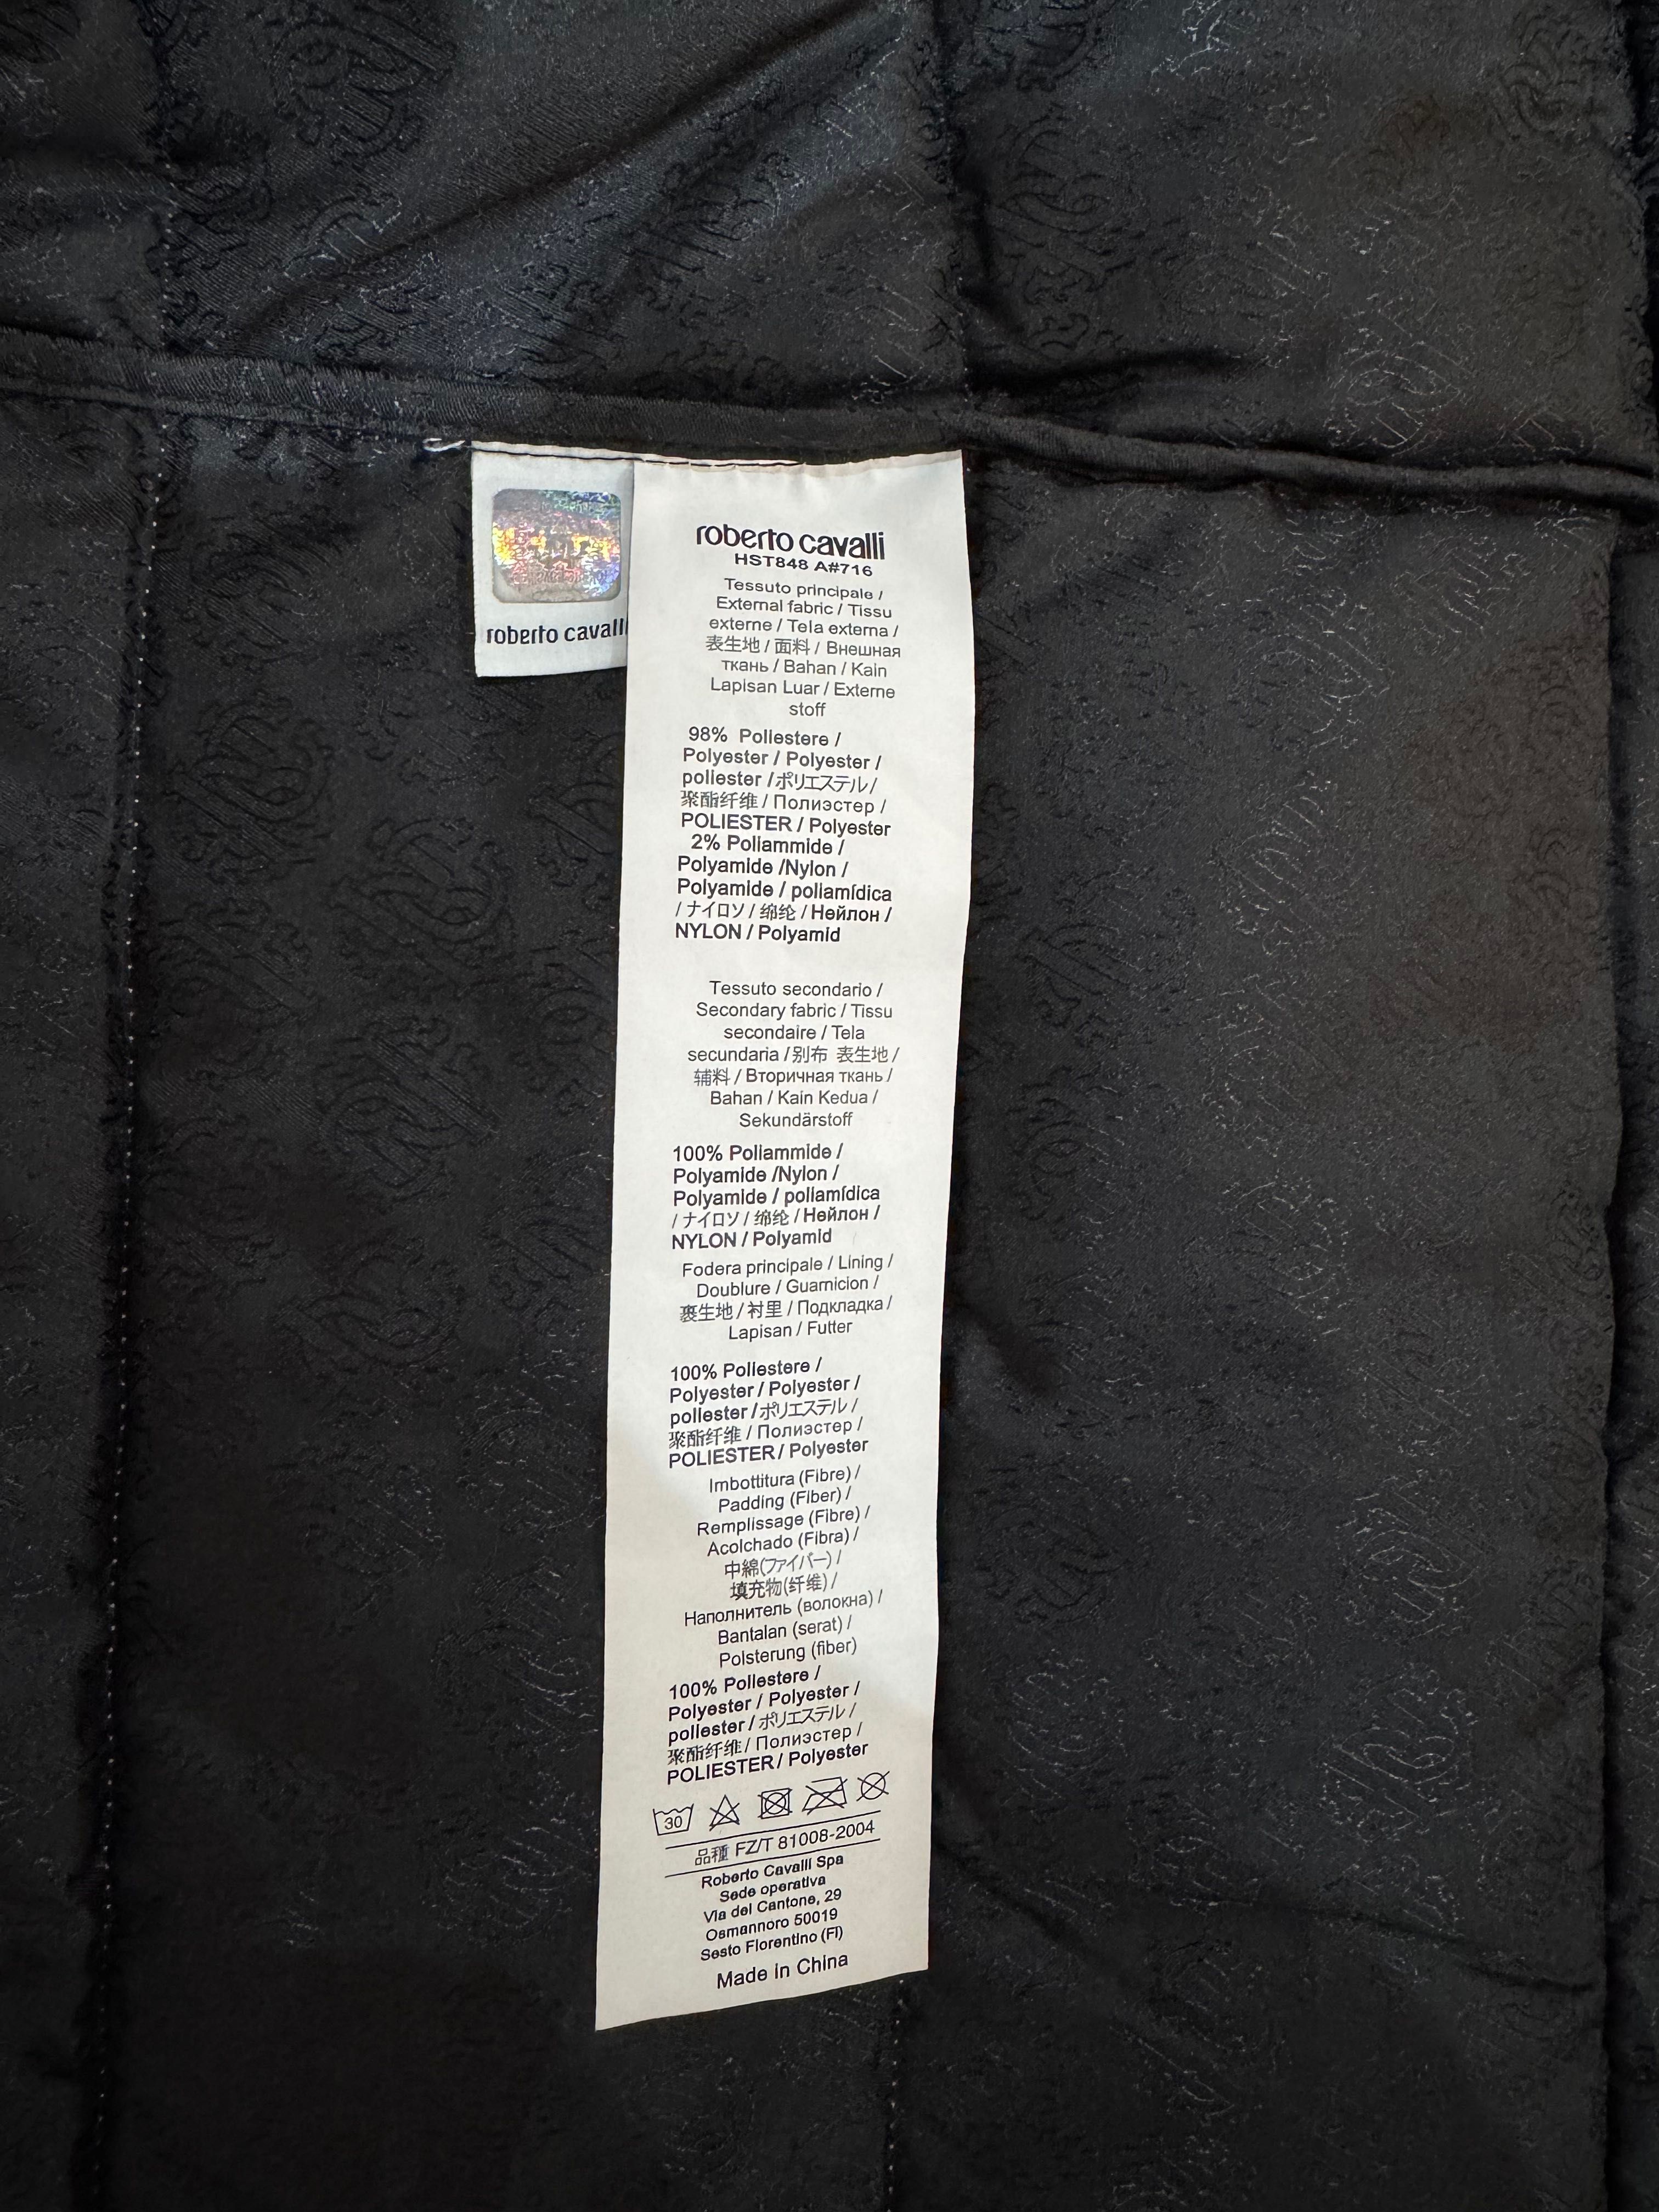 roberto cavalli
roberto cavalli
HST848 A#716
Tessuto principale /
External fabric / Tissu
externe / Tela externa /
表生地 / 面料 / Внешная
ткань / Bahan / Kain
Lapisan Luar / Externe
stoff
98% Poliestere /
Polyester / Polyester /
poliester /ポリエステル /
聚酯纤维 / Полиэстер /
POLIESTER / Polyester
2% Poliammide /
Polyamide /Nylon /
Polyamide / poliamídica
/ ナイロソ / 绵纶 / Нейлон /
NYLON / Polyamid
Tessuto secondario /
Secondary fabric / Tissu
secondaire / Tela
secundaria / 别布 表生地 /
辅料 / Вторичная ткань /
Bahan / Kain Kedua /
Sekundärstoff
100% Poliammide /
Polyamide /Nylon /
Polyamide / poliamídica
/ ナイロソ / 绵纶 / Нейлон /
NYLON / Polyamid
Fodera principale / Lining /
Doublure / Guarnicion /
裏生地 / 衬里 / Подкладка /
Lapisan / Futter
100% Poliestere /
Polyester / Polyester /
poliester /ポリエステル /
聚酯纤维 / Полиэстер /
POLIESTER / Polyester
Imbottitura (Fibre) /
Padding (Fiber) /
Remplissage (Fibre) /
Acolchado (Fibra) /
中綿(ファイバー) /
填充物(纤维) /
Наполнитель (волокна) /
Bantalan (serat) /
Polsterung (fiber)
100% Poliestere /
Polyester / Polyester /
poliester / ポリエステル /
聚酯纤维 / Полиэстер /
POLIESTER / Polyester
30
品種 FZ/T 81008-2004
Roberto Cavalli Spa
Sede operativa
Via del Cantone, 29
Osmannoro 50019
Sesto Fiorentino (Fi)
Made in China